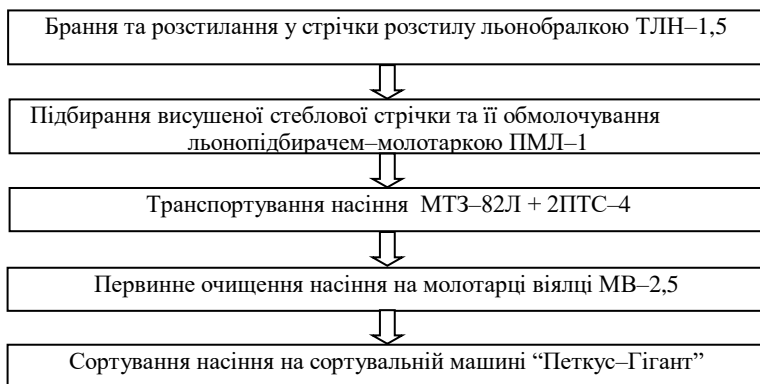 Брання та розстилання у стрічки розстилу льонобралкою ТЛН–1,5
Підбирання висушеної стеблової стрічки та її обмолочування
льонопідбирачем–молотаркою ПМЛ–1
Транспортування насіння МТЗ–82Л + 2ПТС–4
Первинне очищення насіння на молотарці віялці МВ–2,5
Сортування насіння на сортувальній машині “Петкус–Гігант”